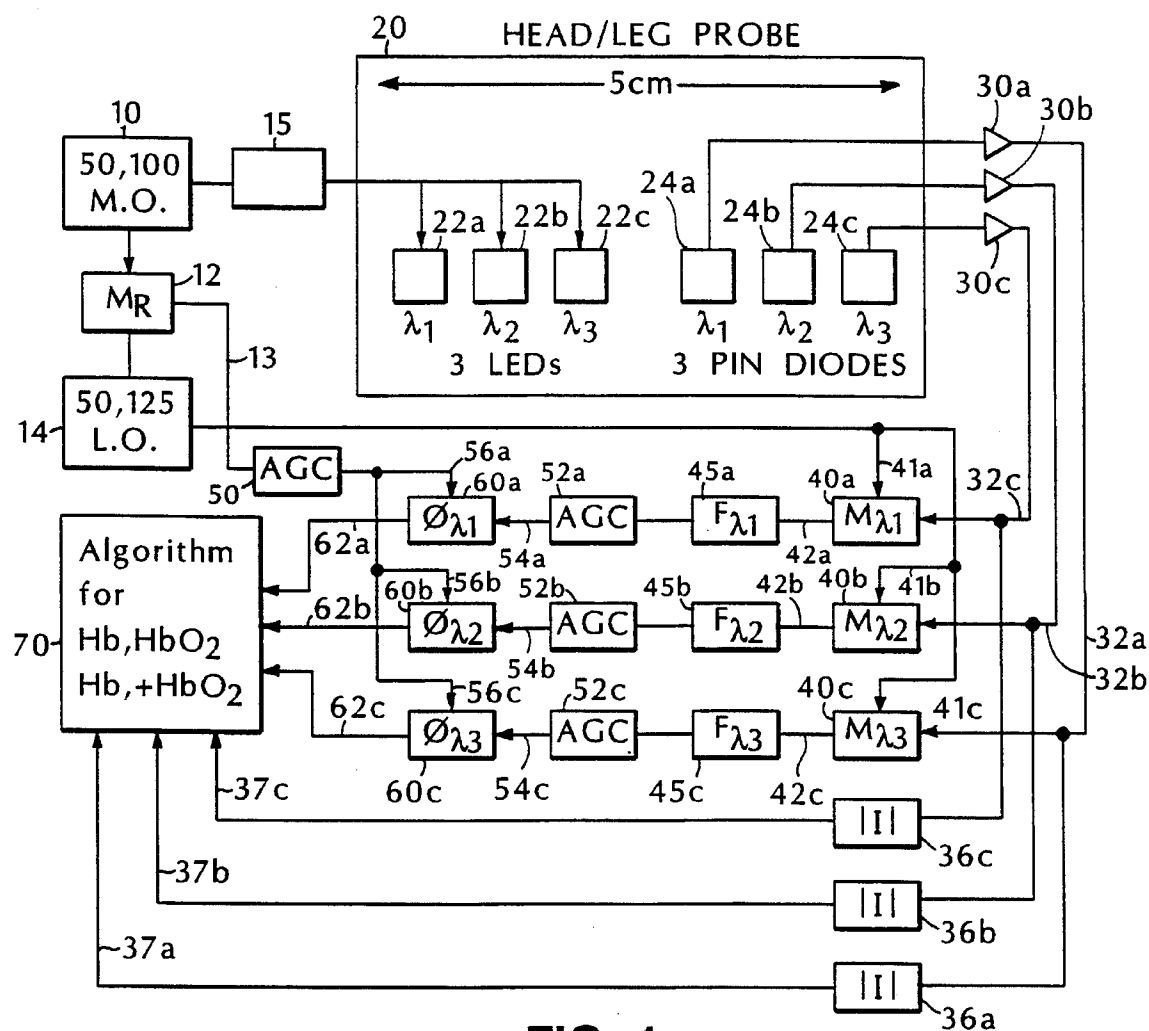 20
HEAD/LEG PROBE
5cm
30a
30b
10
15
50,100
M.O.
22a
22b
22c
24a
24b
24c
30c
12
MR
λ1
λ2
λ3
λ1
λ2
λ3
3 LEDs
3 PIN DIODES
13
50,125
L.O.
14
AGC
50
56a
60a
52a
45a
40a
41a
32c
Øλ1
AGC
Fλ1
Mλ1
62a
54a
42a
Algorithm
for
Hb,HbO2
Hb,+HbO2
70
56b
60b
52b
45b
42b
40b
41b
62b
Øλ2
AGC
Fλ2
Mλ2
54b
32a
32b
56c
52c
40c
41c
62c
Øλ3
AGC
Fλ3
Mλ3
60c
54c
45c
42c
37c
|I|
36c
37b
|I|
36b
37a
|I|
36a